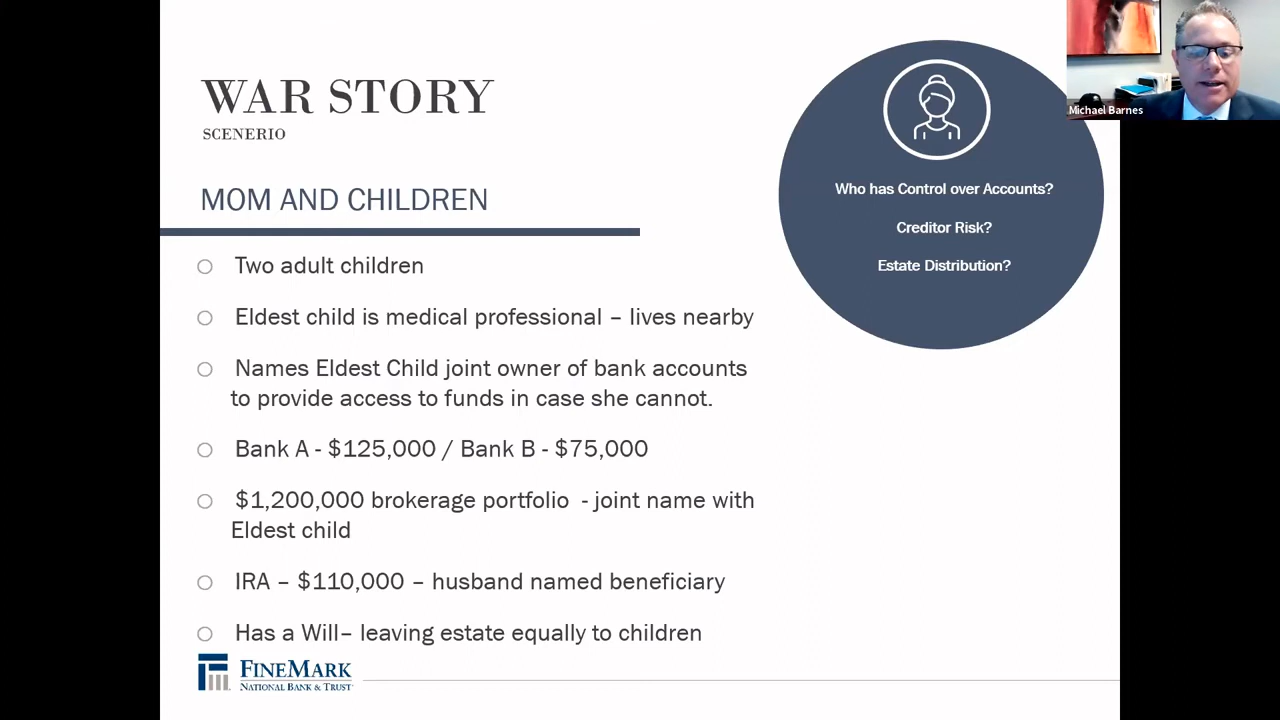 WAR STORY
SCENERIO
MOM AND CHILDREN
Two adult children
Eldest child is medical professional – lives nearby
Names Eldest Child joint owner of bank accounts
to provide access to funds in case she cannot.
Bank A - $125,000 / Bank B - $75,000
$1,200,000 brokerage portfolio - joint name with
Eldest child
IRA – $110,000 – husband named beneficiary
Has a Will– leaving estate equally to children
FINEMARK
NATIONAL BANK & TRUST
Who has Control over Accounts?
Creditor Risk?
Estate Distribution?
Michael Barnes